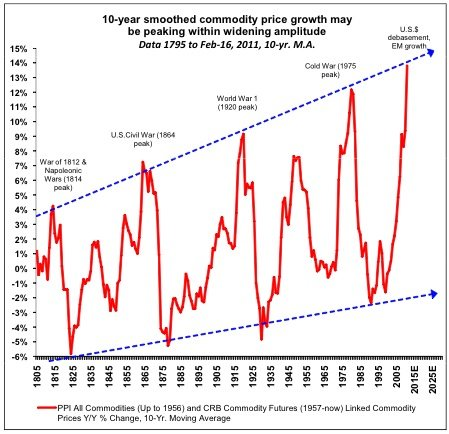 10-year smoothed commodity price growth may
be peaking within widening amplitude
Data 1795 to Feb-16, 2011, 10-yr. M.A.
U.S.$
debasement,
EM growth
15%
14%
13%
12%
11%
10%
9%
8%
7%
6%
5%
4%
3%
2%
1%
0%
-1%
-2%
-3%
-4%
-5%
-6%
War of 1812 &
Napoleonic
Wars (1814
peak)
U.S.Civil War (1864
peak)
World War 1
(1920 peak)
Cold War (1975
peak)
1805
1815
1825
1835
1845
1855
1865
1875
1885
1895
1905
1915
1925
1935
1945
1955
1965
1975
1985
1995
2005
2015E
2025E
PPI All Commodities (Up to 1956) and CRB Commodity Futures (1957-now) Linked Commodity
Prices Y/Y % Change, 10-Yr. Moving Average